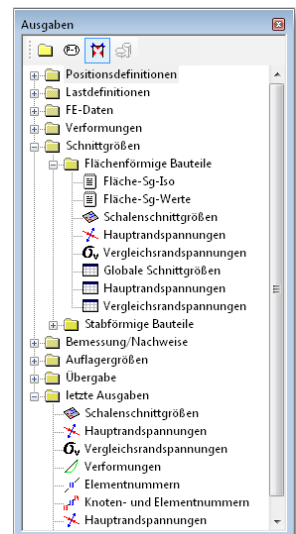 Ausgaben
Positionsdefinitionen
Lastdefinitionen
FE-Daten
Verformungen
Schnittgrößen
Flächenförmige Bauteile
Fläche-Sg-Iso
Fläche-Sg-Werte
Schalenschnittgrößen
Hauptrandspannungen
σv Vergleichsrandspannungen
Globale Schnittgrößen
Hauptrandspannungen
Vergleichsrandspannungen
Stabförmige Bauteile
Bemessung/Nachweise
Auflagergrößen
Übergabe
letzte Ausgaben
Schalenschnittgrößen
Hauptrandspannungen
σv Vergleichsrandspannungen
Verformungen
Elementnummern
Knoten- und Elementnummern
Hauptrandspannungen